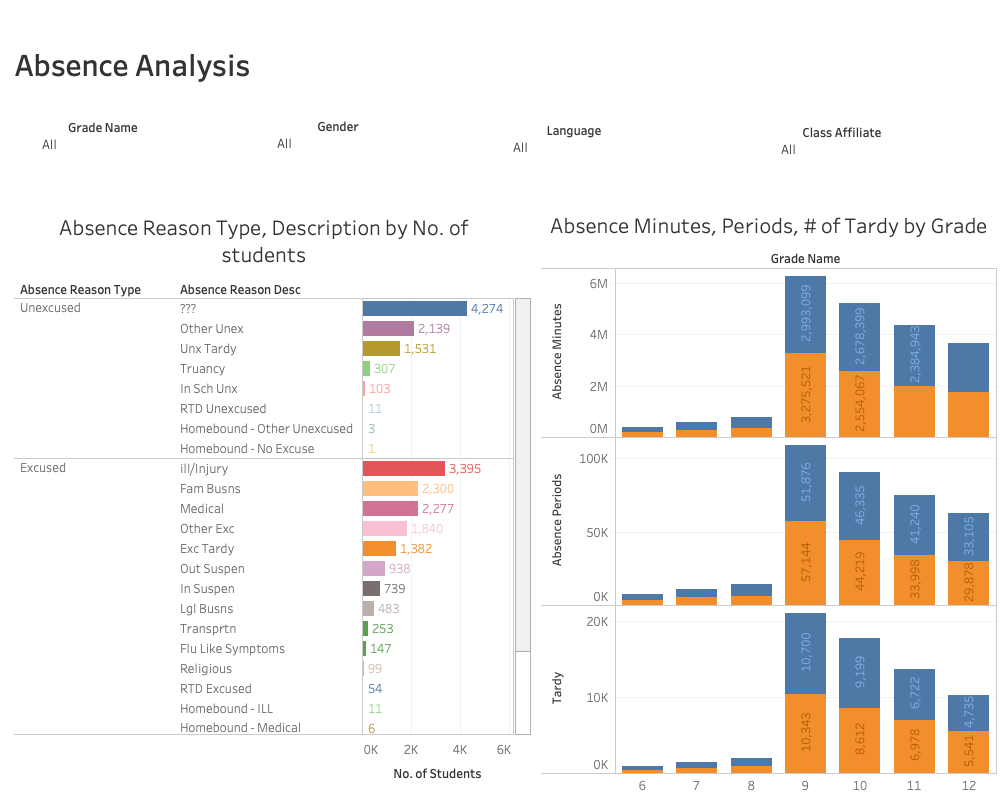 Absence Analysis
Grade Name
All
Gender
All
Language
All
Class Affiliate
All
Absence Reason Type, Description by No. of
students
Absence Reason Type Absence Reason Desc
Unexcused ??? 4,274
Other Unex 2,139
Unx Tardy 1,531
Truancy 307
In Sch Unx 103
RTD Unexcused 11
Homebound - Other Unexcused 3
Homebound - No Excuse 1
Excused ill/Injury 3,395
Fam Busns 2,300
Medical 2,277
Other Exc 1,840
Exc Tardy 1,382
Out Suspen 938
In Suspen 739
Lgl Busns 483
Transprtn 253
Flu Like Symptoms 147
Religious 99
RTD Excused 54
Homebound - ILL 11
Homebound - Medical 6
0K 2K 4K 6K
No. of Students
Absence Minutes, Periods, # of Tardy by Grade
Grade Name
Absence Minutes
6M
4M
2M
0M
2,993,099
3,275,521
2,678,399
2,554,067
2,384,943
Absence Periods
100K
50K
0K
51,876
57,144
46,335
44,219
41,240
33,998
33,105
29,878
Tardy
20K
10K
0K
10,700
10,343
9,199
8,612
6,722
6,978
4,735
5,541
6 7 8 9 10 11 12